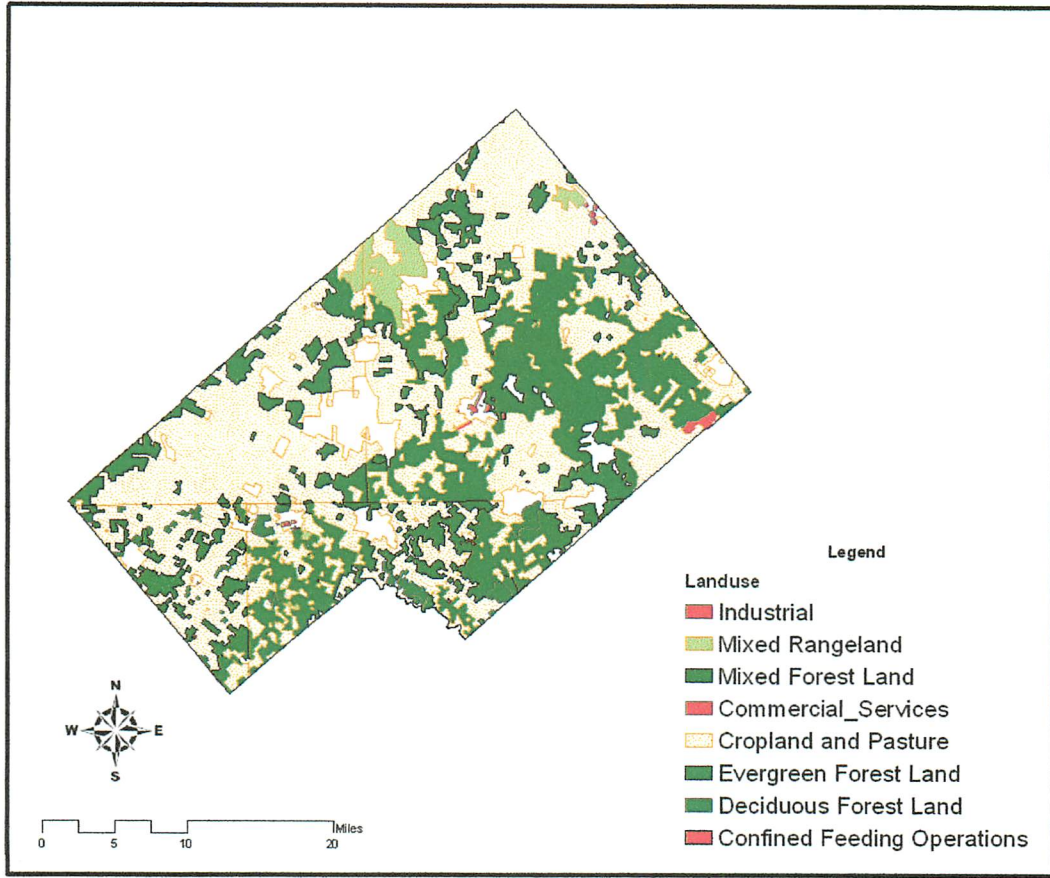 Legend
Landuse
Industrial
Mixed Rangeland
Mixed Forest Land
Commercial_Services
Cropland and Pasture
Evergreen Forest Land
Deciduous Forest Land
Confined Feeding Operations
N
W E
S
Miles
0 5 10 20